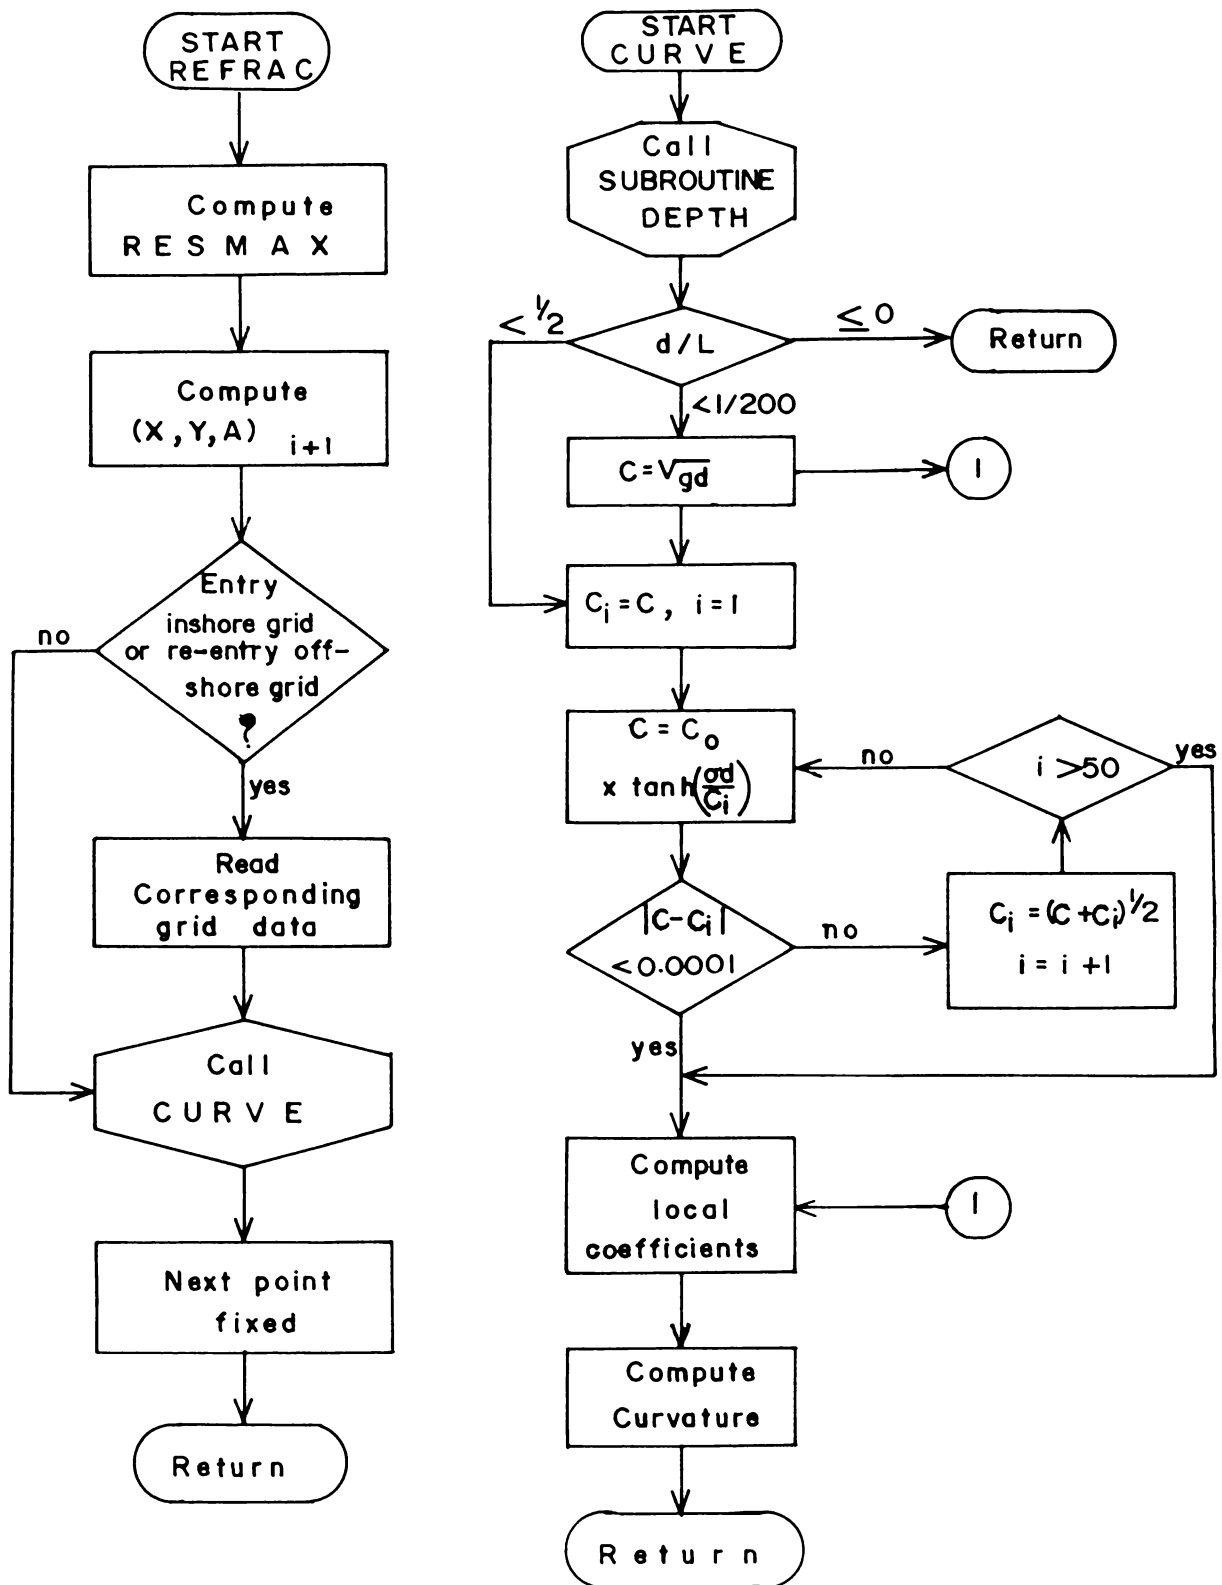 START
REFRAC
Compute
RESMAX
Compute
(X,Y,A) i+1
Entry
inshore grid
or re-entry off-
shore grid
?
no
yes
Read
Corresponding
grid data
Call
CURVE
Next point
fixed
Return
START
CURVE
Call
SUBROUTINE
DEPTH
d/L
< 1/2
≤ 0
Return
<1/200
C=√gd
1
Ci = C, i=1
C = Co
x tanh(σd/Ci)
no
i >50
yes
|C-Ci|
<0.0001
no
Ci = (C+Ci)1/2
i = i +1
yes
Compute
local
coefficients
1
Compute
Curvature
Return